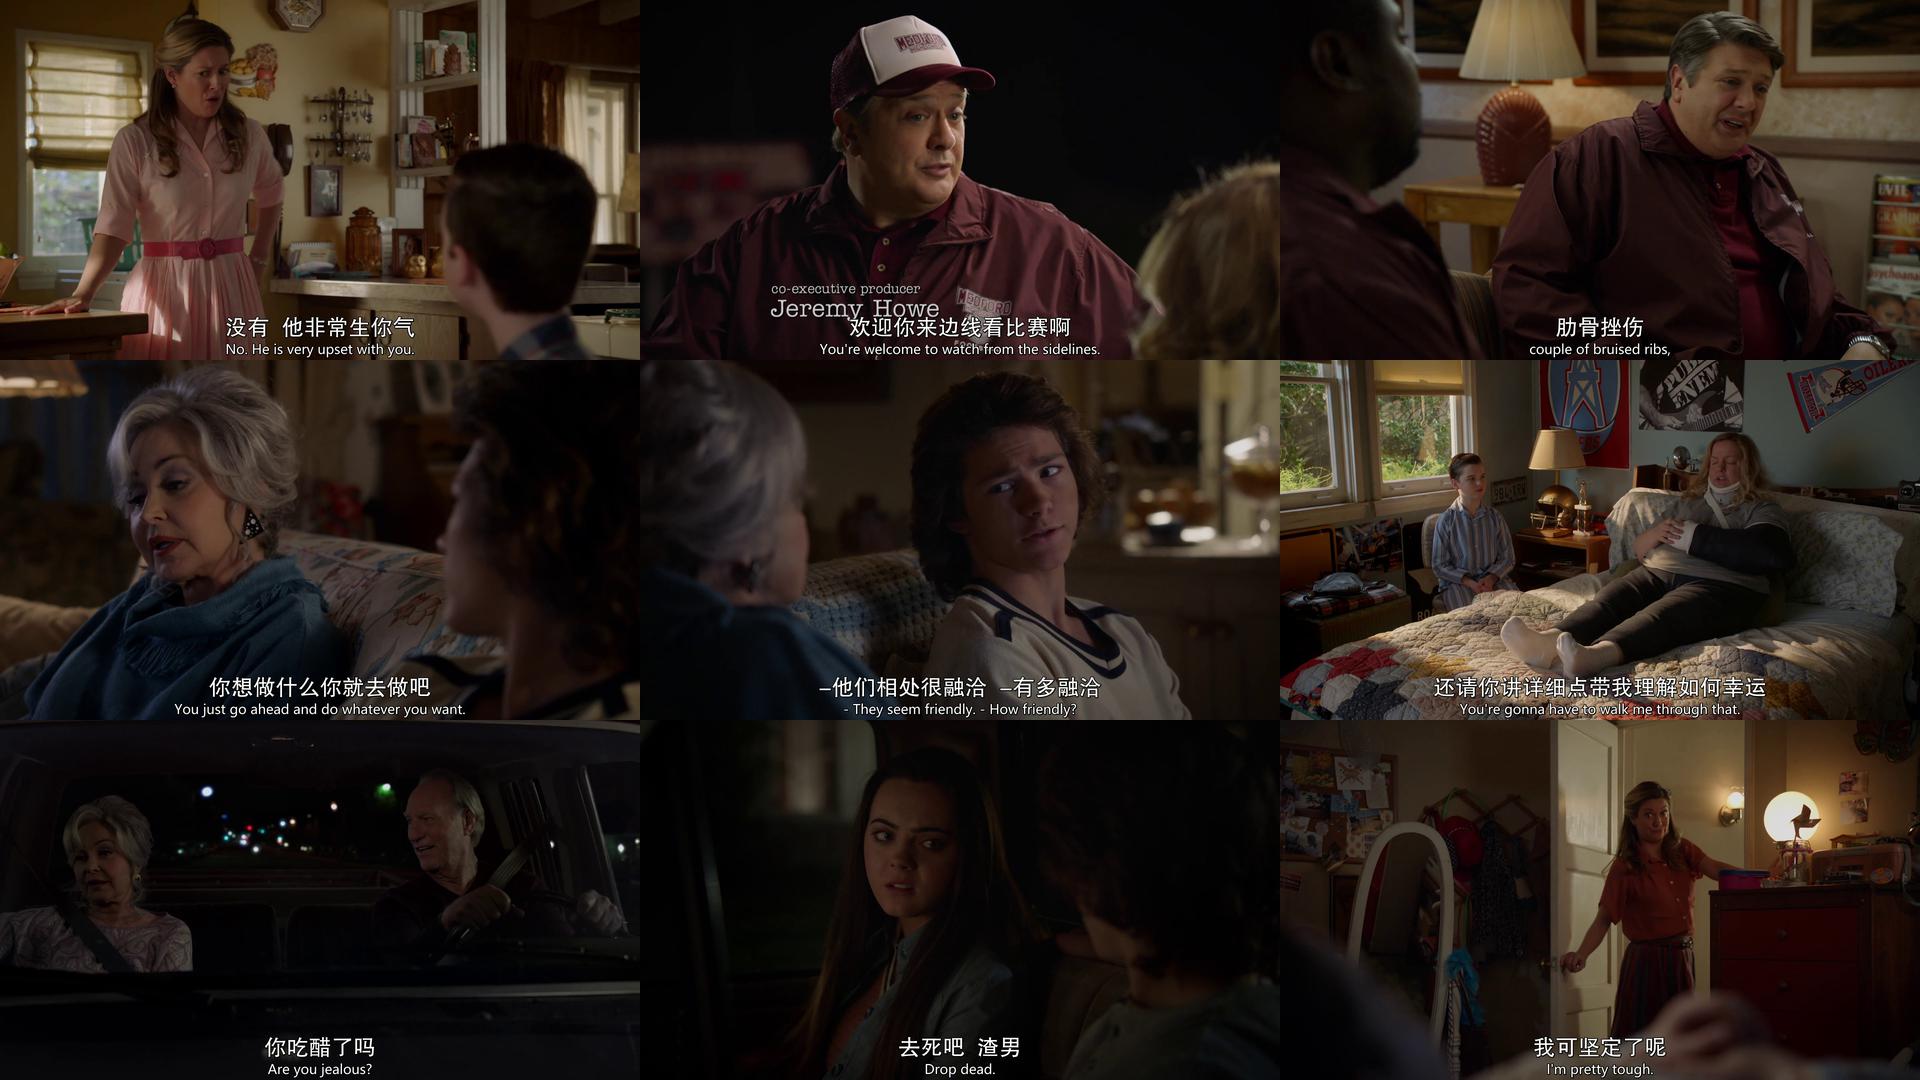 没有 他非常生你气
No. He is very upset with you.
MEDFORD
co-executive producer
Jeremy Howe
MEDFORD
欢迎你来边线看比赛啊
You're welcome to watch from the sidelines.
EVIL
肋骨挫伤
couple of bruised ribs,
你想做什么你就去做吧
You just go ahead and do whatever you want.
–他们相处很融洽 –有多融洽
- They seem friendly. - How friendly?
OILERS
还请你讲详细点带我理解如何幸运
You're gonna have to walk me through that.
你吃醋了吗
Are you jealous?
去死吧 渣男
Drop dead.
我可坚定了呢
I'm pretty tough.